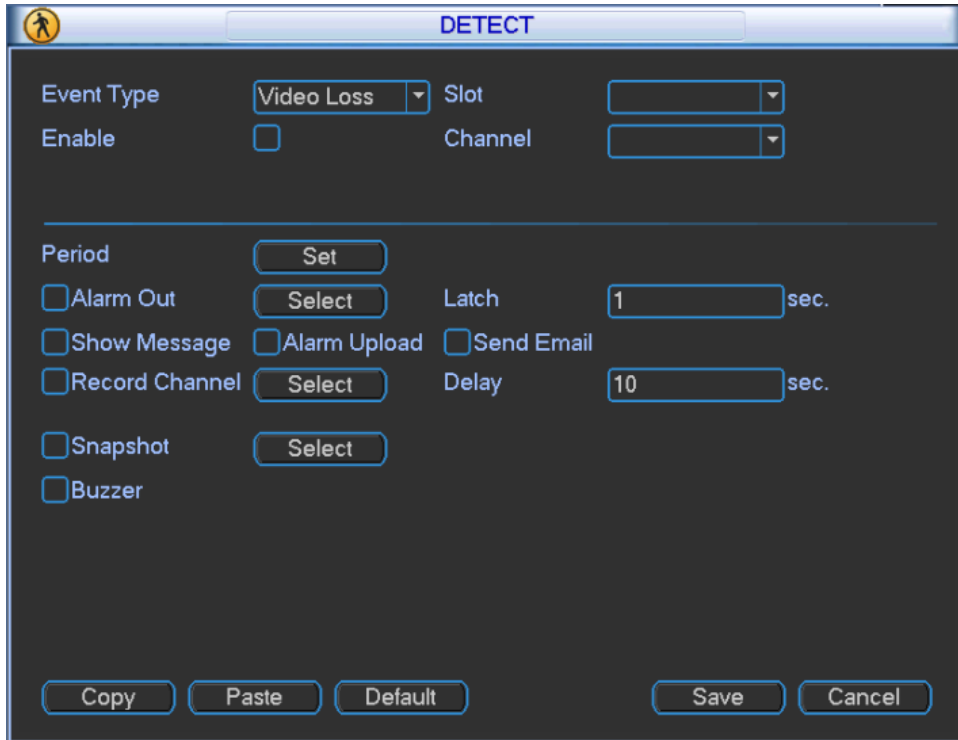 DETECT
Event Type Video Loss Slot
Enable Channel
Period Set
Alarm Out Select Latch 1 sec.
Show Message Alarm Upload Send Email
Record Channel Select Delay 10 sec.
Snapshot Select
Buzzer
Copy Paste Default Save Cancel